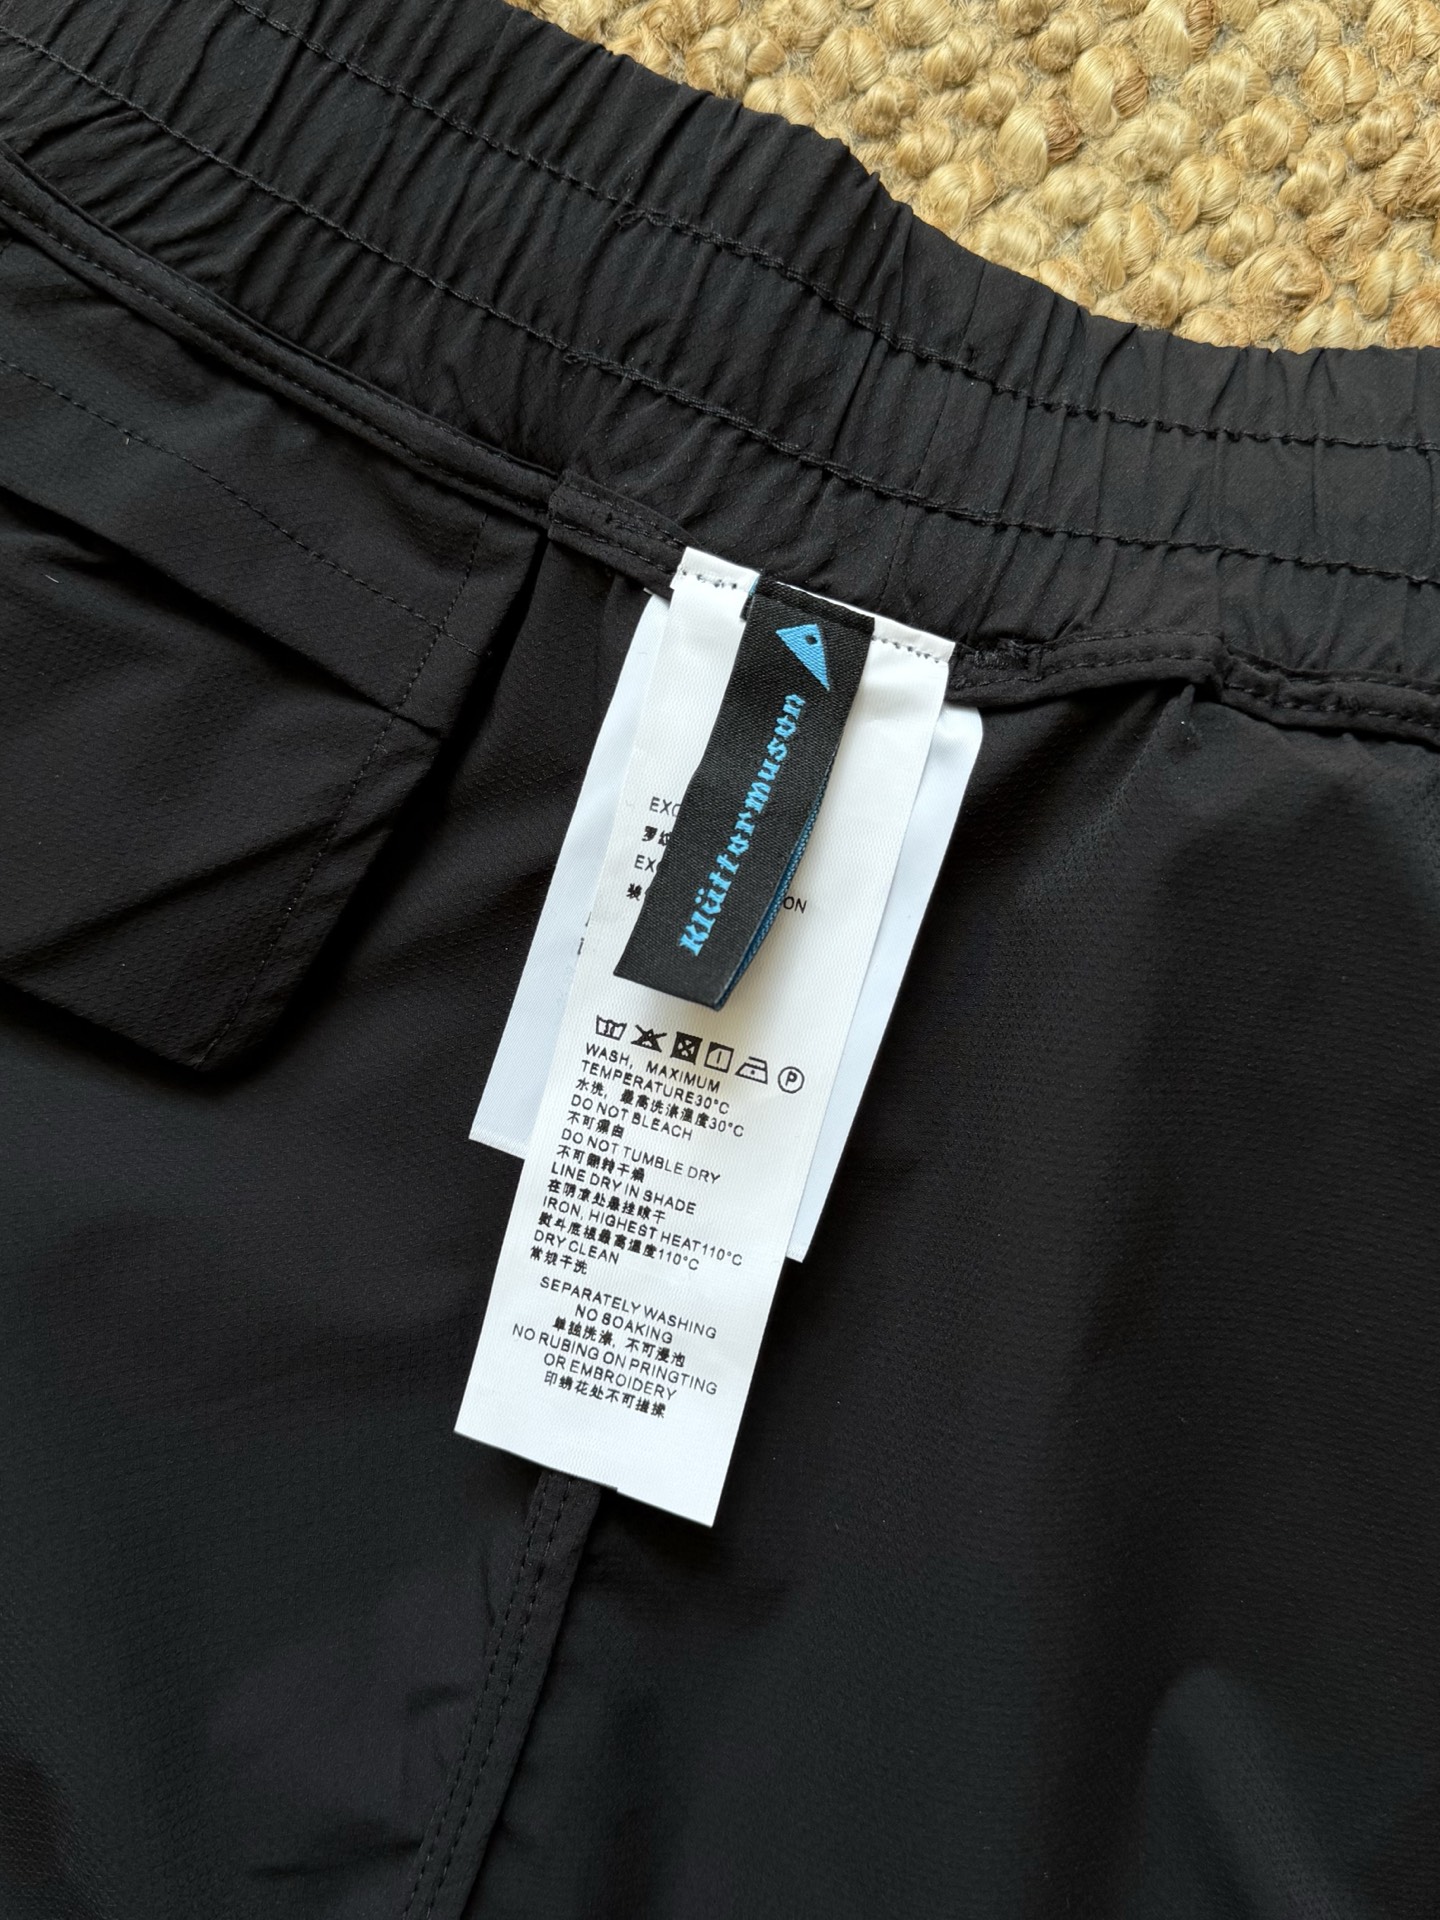 Klättermusen
EXC
罗纹
EXC
装
ON
WASH, MAXIMUM
TEMPERATURE30°C
水洗, 最高洗涤温度30°C
DO NOT BLEACH
不可漂白
DO NOT TUMBLE DRY
不可翻转干燥
LINE DRY IN SHADE
在阴凉处悬挂晾干
IRON, HIGHEST HEAT110°C
熨斗底板最高温度110°C
DRY CLEAN
常规干洗
SEPARATELY WASHING
NO SOAKING
单独洗涤, 不可浸泡
NO RUBING ON PRINGTING
OR EMBROIDERY
印绣花处不可搓揉